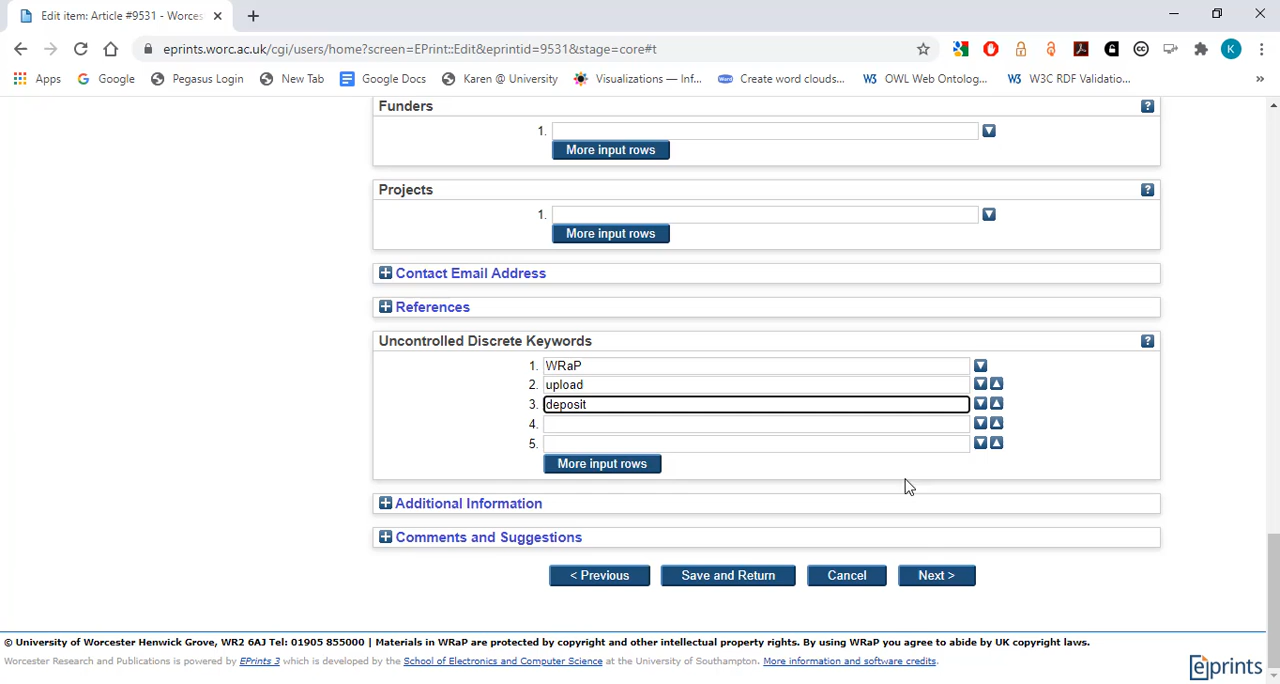 Edit item: Article #9531 - Worces
eprints.worc.ac.uk/cgi/users/home?screen=EPrint::Edit&eprintid=9531&stage=core#t
K
Apps Google Pegasus Login New Tab Google Docs Karen @ University Visualizations — Inf... Create word clouds... W3 OWL Web Ontolog... W3 W3C RDF Validatio... »
Funders ?
1.
More input rows
Projects ?
1.
More input rows
Contact Email Address
References
Uncontrolled Discrete Keywords ?
1. WRaP
2. upload
3. deposit
4.
5.
More input rows
Additional Information
Comments and Suggestions
< Previous Save and Return Cancel Next >
© University of Worcester Henwick Grove, WR2 6AJ Tel: 01905 855000 | Materials in WRaP are protected by copyright and other intellectual property rights. By using WRaP you agree to abide by UK copyright laws.
Worcester Research and Publications is powered by EPrints 3 which is developed by the School of Electronics and Computer Science at the University of Southampton. More information and software credits.
eprints